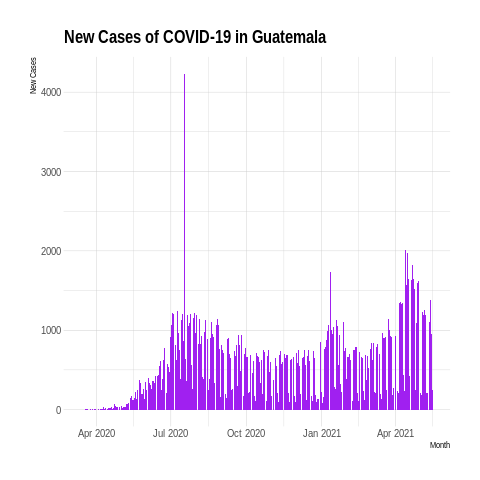 New Cases of COVID-19 in Guatemala
New Cases
4000
3000
2000
1000
0
Apr 2020 Jul 2020 Oct 2020 Jan 2021 Apr 2021
Month